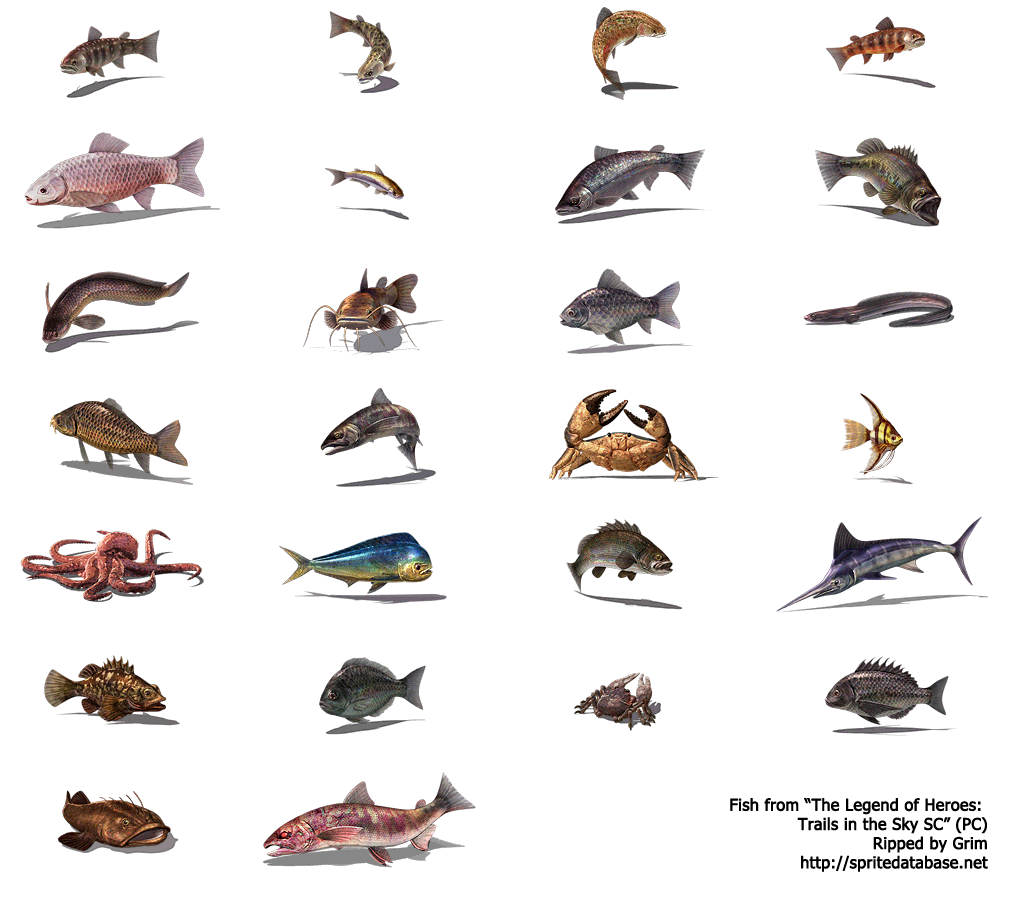 Fish from “The Legend of Heroes:
Trails in the Sky SC” (PC)
Ripped by Grim
http://spritedatabase.net